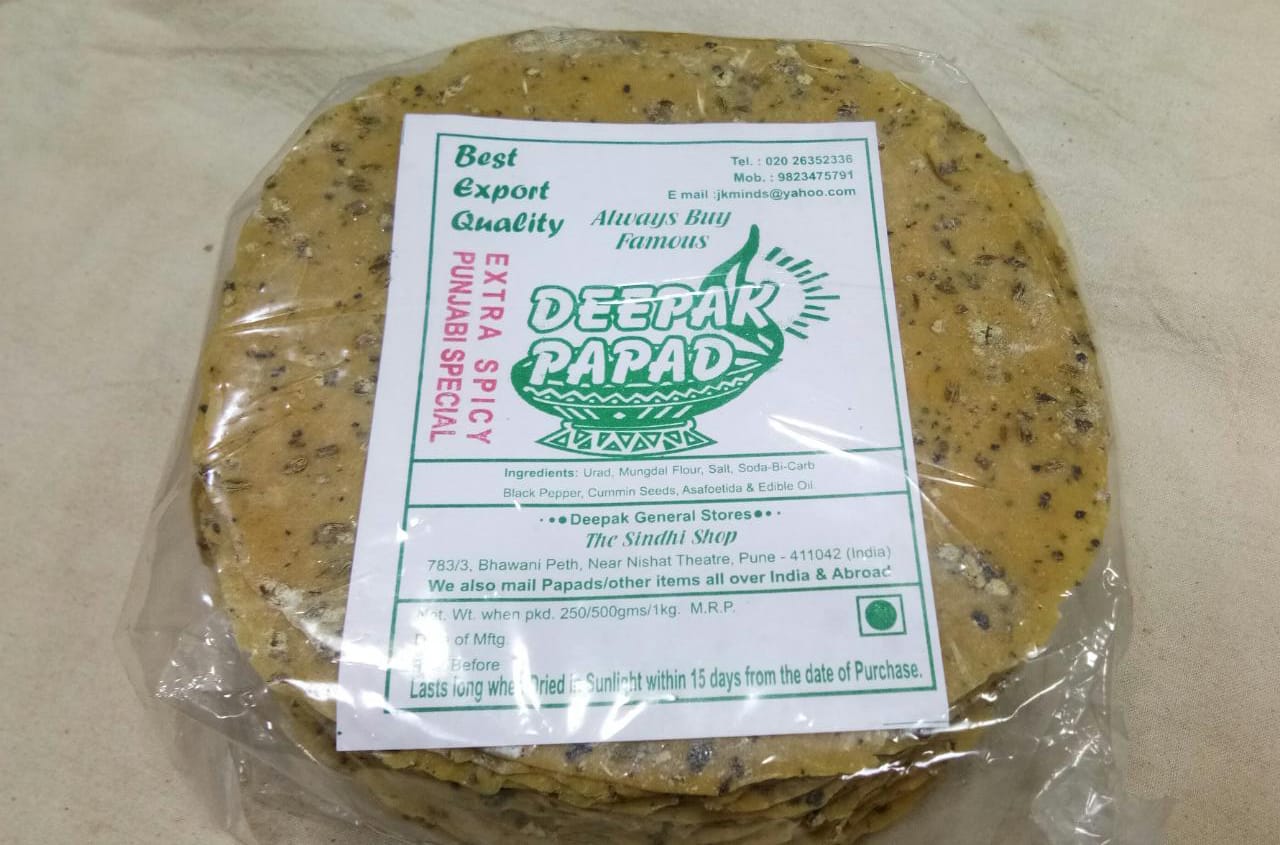 Best
Export
Quality
Tel. : 020 26352336
Mob. : 9823475791
E mail :jkminds@yahoo.com
Always Buy
Famous
EXTRA SPICY
PUNJABI SPECIAL
DEEPAK
PAPAD
Ingredients: Urad, Mungdal Flour, Salt, Soda-Bi-Carb
Black Pepper, Cummin Seeds, Asafoetida & Edible Oil.
Deepak General Stores
The Sindhi Shop
783/3, Bhawani Peth, Near Nishat Theatre, Pune - 411042 (India)
We also mail Papads/other items all over India & Abroad
Net. Wt. when pkd. 250/500gms/1kg. M.R.P.
Date of Mftg.
Before
Lasts long when Dried in Sunlight within 15 days from the date of Purchase.